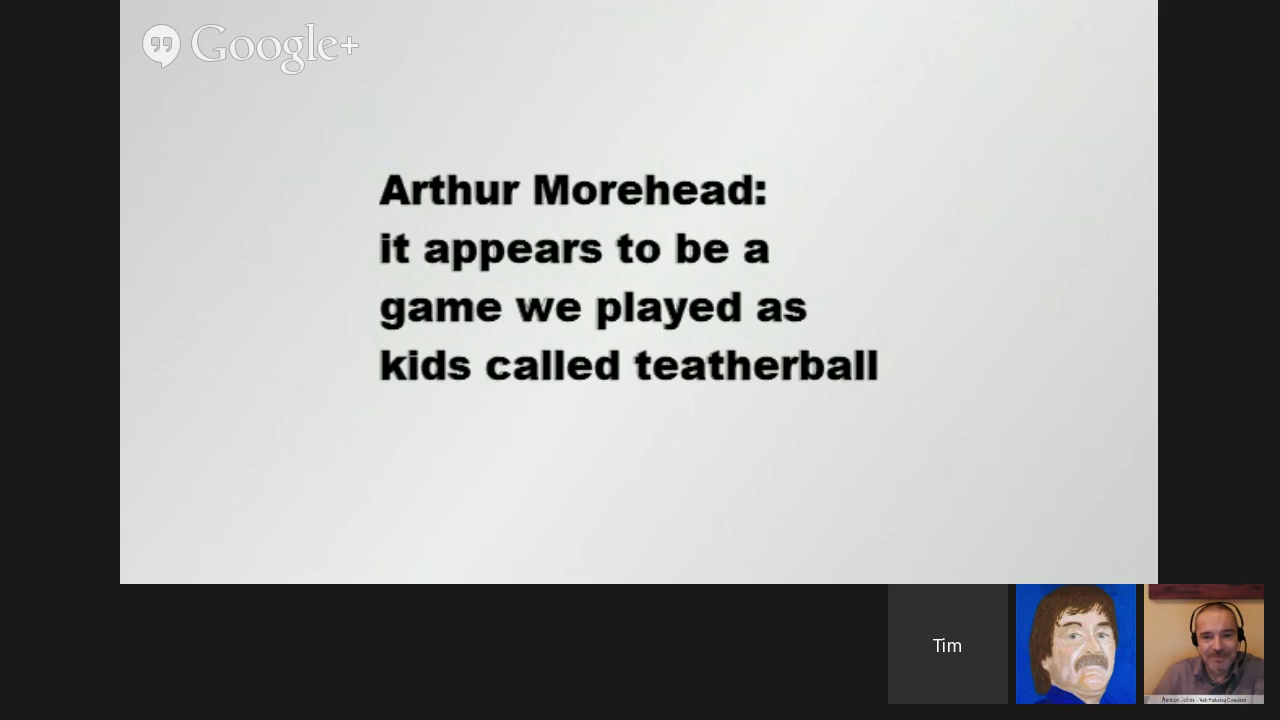 Google+
Arthur Morehead:
it appears to be a
game we played as
kids called teatherball
Tim